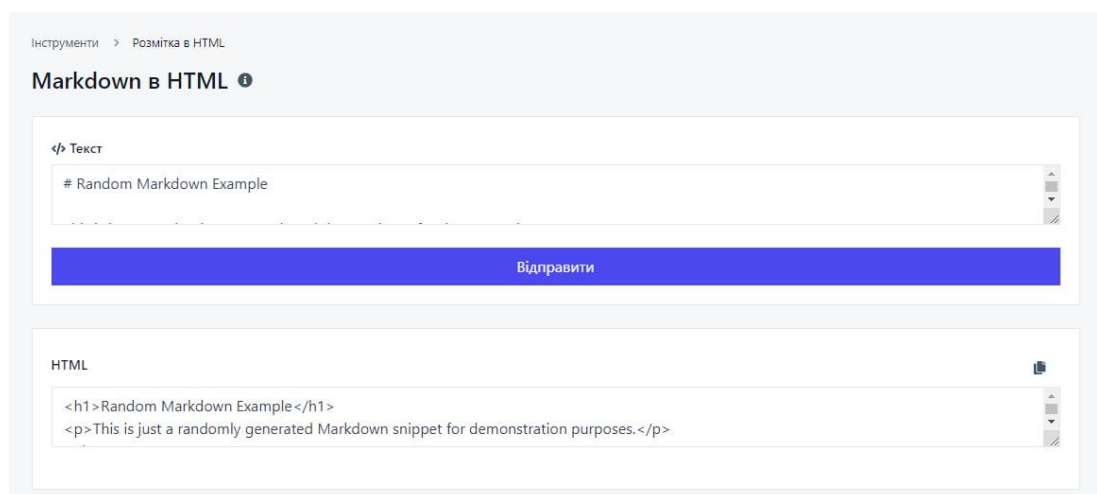 Інструменти > Розмітка в HTML
Markdown в HTML
</> Текст
# Random Markdown Example
Відправити
HTML
<h1>Random Markdown Example</h1>
<p>This is just a randomly generated Markdown snippet for demonstration purposes.</p>